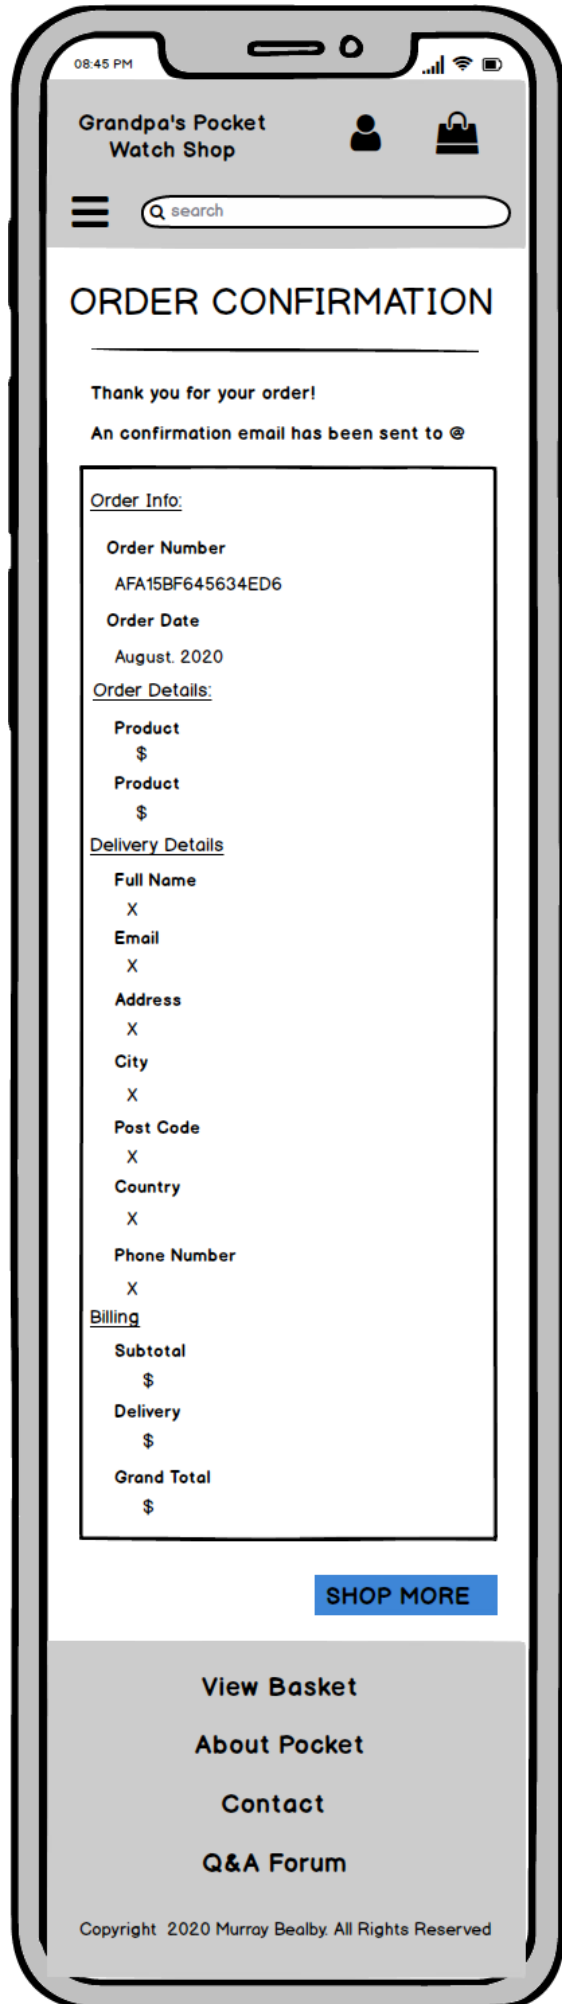 08:45 PM
Grandpa's Pocket
Watch Shop
search
ORDER CONFIRMATION
Thank you for your order!
An confirmation email has been sent to @
Order Info:
Order Number
AFA15BF645634ED6
Order Date
August. 2020
Order Details:
Product
$
Product
$
Delivery Details
Full Name
X
Email
X
Address
X
City
X
Post Code
X
Country
X
Phone Number
X
Billing
Subtotal
$
Delivery
$
Grand Total
$
SHOP MORE
View Basket
About Pocket
Contact
Q&A Forum
Copyright 2020 Murray Bealby. All Rights Reserved